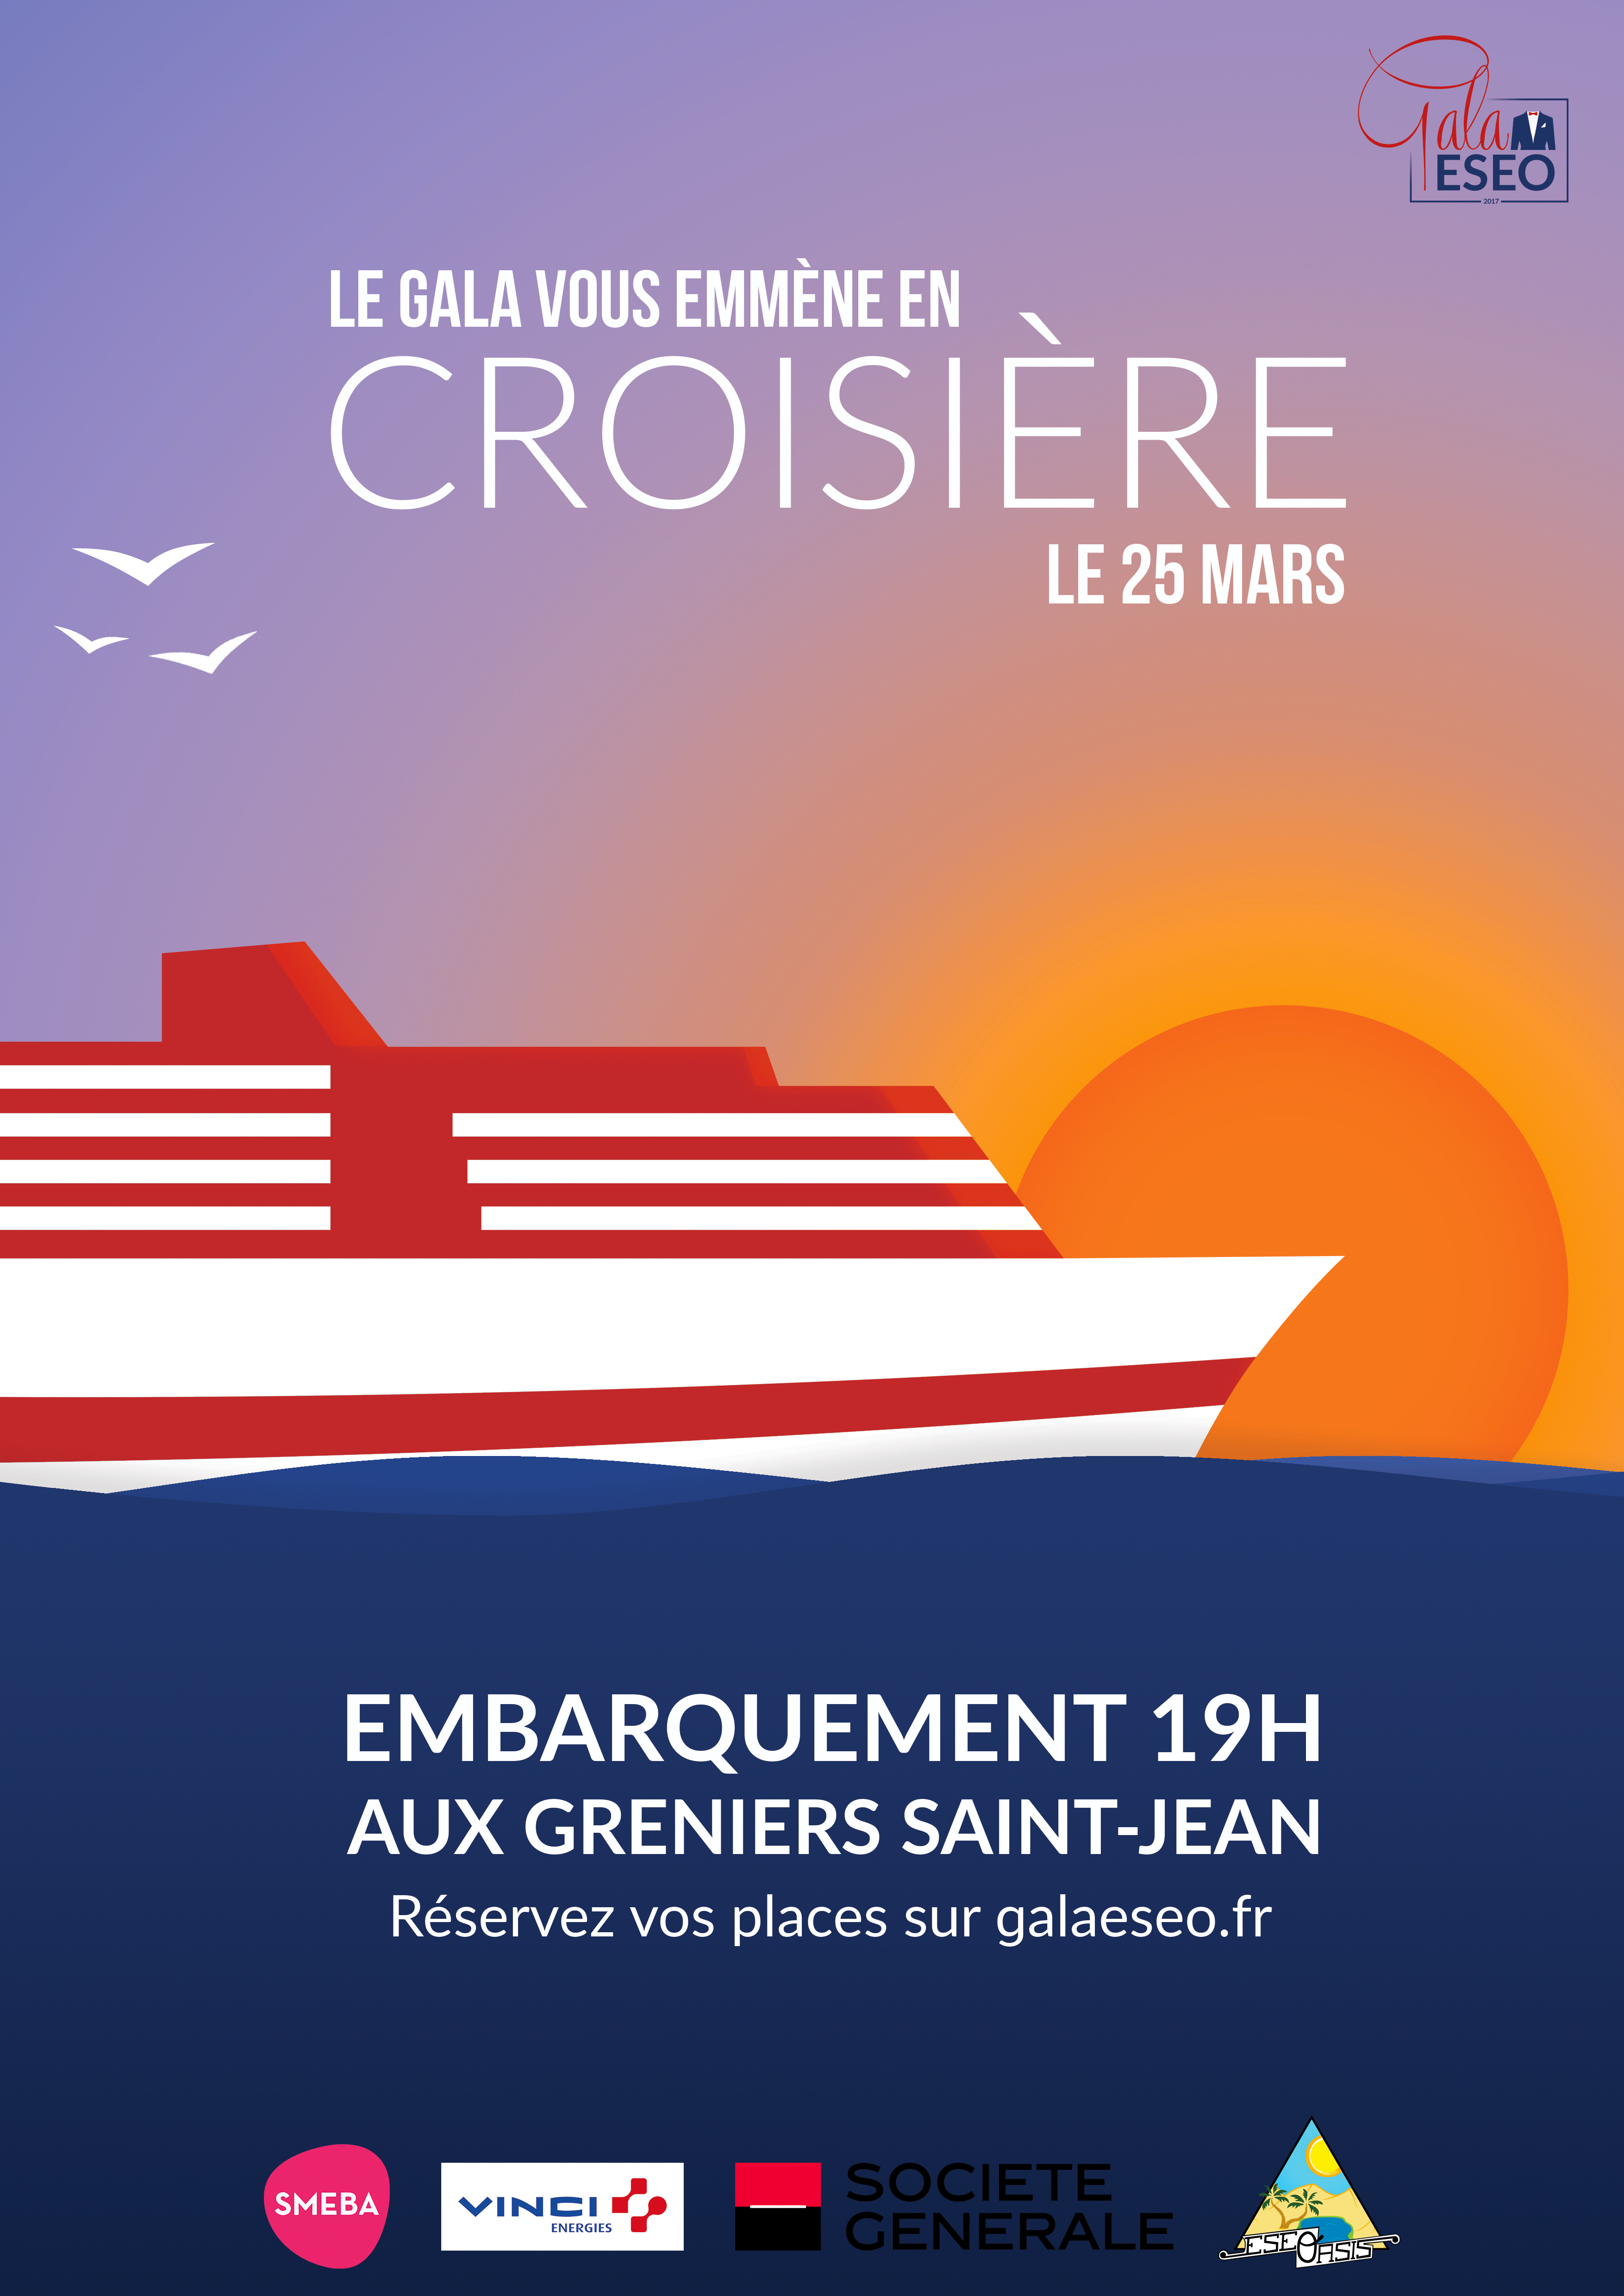 Gala
ESEO
2017
LE GALA VOUS EMMÈNE EN
CROISIÈRE
LE 25 MARS
EMBARQUEMENT 19H
AUX GRENIERS SAINT-JEAN
Réservez vos places sur galaeseo.fr
SMEBA
VINCI
ENERGIES
SOCIETE
GENERALE
ESEOASIS